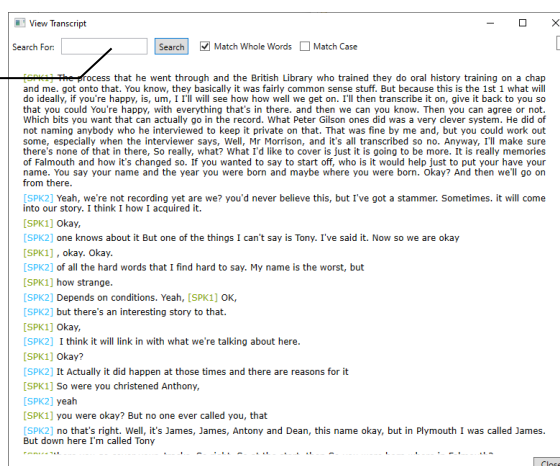 View Transcript
Search For:
Search
Match Whole Words
Match Case
[SPK1] The process that he went through and the British Library who trained they do oral history training on a chap
and me. got onto that. You know, they basically it was fairly common sense stuff. But because this is the 1st 1 what will
do ideally, if you're happy, is, um, I I'll will see how how well we get on. I'll then transcribe it on, give it back to you so
that you could You're happy, with everything that's in there. and then we can you know. Then you can agree or not.
Which bits you want that can actually go in the record. What Peter Gilson ones did was a very clever system. He did of
not naming anybody who he interviewed to keep it private on that. That was fine by me and, but you could work out
some, especially when the interviewer says, Well, Mr Morrison, and it's all transcribed so no. Anyway, I'll make sure
there's none of that in there, So really, what? What I'd like to cover is just it is going to be more. It is really memories
of Falmouth and how it's changed so. If you wanted to say to start off, who is it would help just to put your have your
name. You say your name and the year you were born and maybe where you were born. Okay? And then we'll go on
from there.
[SPK2] Yeah, we're not recording yet are we? you'd never believe this, but I've got a stammer. Sometimes. it will come
into our story. I think I how I acquired it.
[SPK1] Okay,
[SPK2] one knows about it But one of the things I can't say is Tony. I've said it. Now so we are okay
[SPK1] , okay. Okay.
[SPK2] of all the hard words that I find hard to say. My name is the worst, but
[SPK1] how strange.
[SPK2] Depends on conditions. Yeah, [SPK1] OK,
[SPK2] but there's an interesting story to that.
[SPK1] Okay,
[SPK2] I think it will link in with what we're talking about here.
[SPK1] Okay?
[SPK2] It Actually it did happen at those times and there are reasons for it
[SPK1] So were you christened Anthony,
[SPK2] yeah
[SPK1] you were okay? But no one ever called you, that
[SPK2] no that's right. Well, it's James, James, Antony and Dean, this name okay, but in Plymouth I was called James.
But down here I'm called Tony
Close